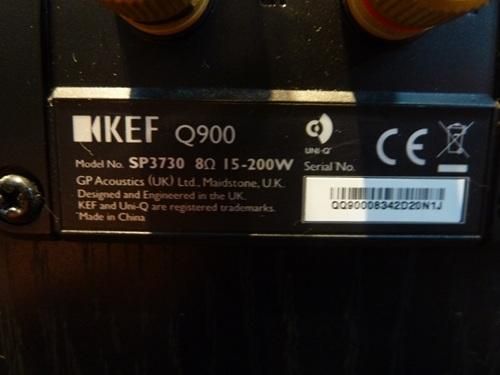 KEF Q900
UNI-Q
CE
Model No. SP3730 8Ω 15-200W
Serial No.
GP Acoustics (UK) Ltd., Maidstone, U.K.
Designed and Engineered in the UK.
KEF and Uni-Q are registered trademarks.
Made in China
QQ90008342D20N1J